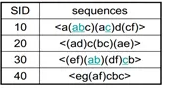 SID sequences
10 <a(abc)(ac)d(cf)>
20 <(ad)c(bc)(ae)>
30 <(ef)(ab)(df)cb>
40 <eg(af)cbc>